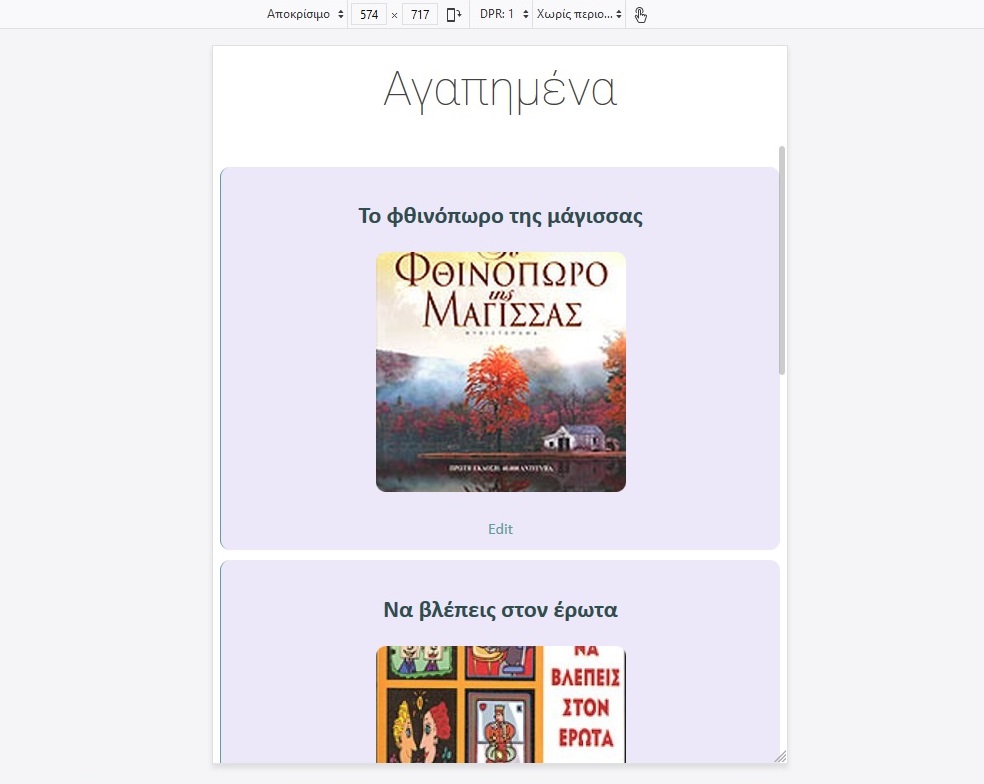 Αποκρίσιμο 574 × 717 DPR: 1 Χωρίς περιο...
Αγαπημένα
Το φθινόπωρο της μάγισσας
ΦΘΙΝΟΠΩΡΟ
της
ΜΑΓΙΣΣΑΣ
ΜΥΘΙΣΤΟΡΗΜΑ
ΠΡΩΤΗ ΕΚΔΟΣΗ: 40.000 ΑΝΤΙΤΥΠΑ
Edit
Να βλέπεις στον έρωτα
ΝΑ
ΒΛΕΠΕΙΣ
ΣΤΟΝ
ΕΡΩΤΑ